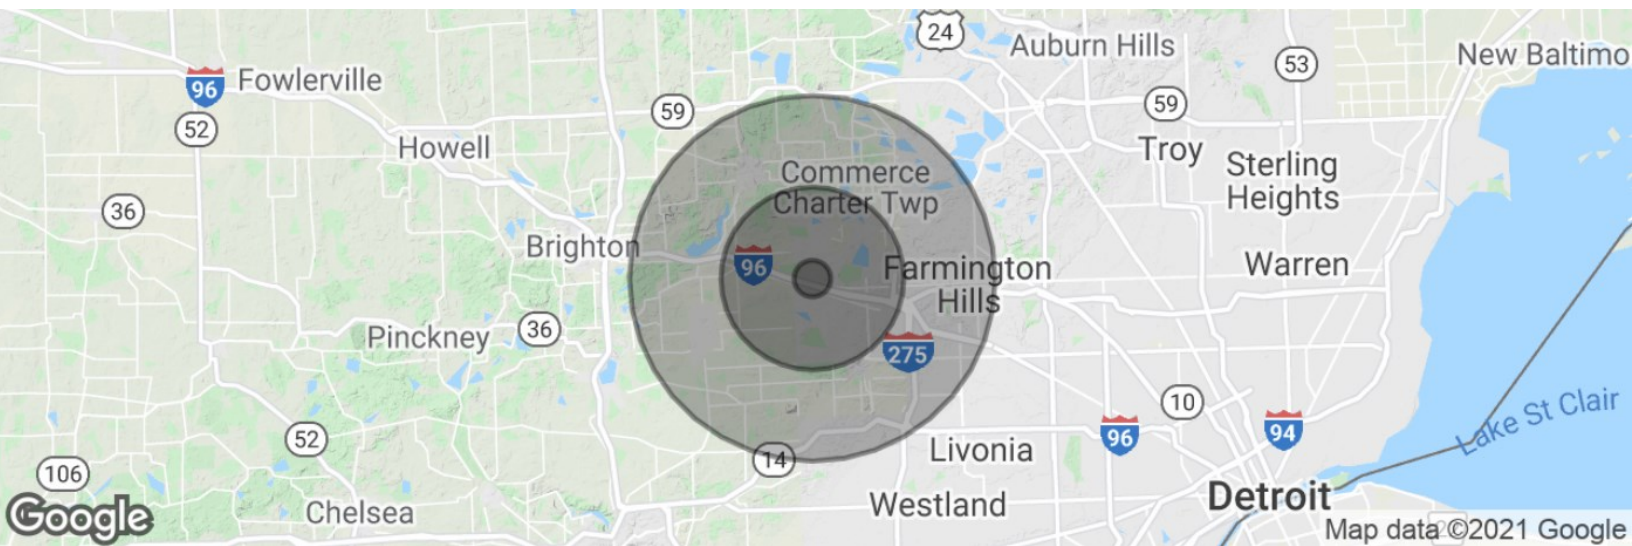 24
Auburn Hills
New Baltimo
53
96
Fowlerville
59
59
52
Howell
Troy
Sterling
Heights
Commerce
Charter Twp
36
Brighton
96
Farmington
Hills
Warren
Pinckney
36
275
10
Lake St Clair
52
96
94
Livonia
14
106
Detroit
Westland
Chelsea
Google
Map data ©2021 Google